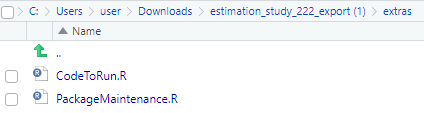 C: Users user Downloads estimation_study_222_export (1) extras
Name
..
CodeToRun.R
PackageMaintenance.R